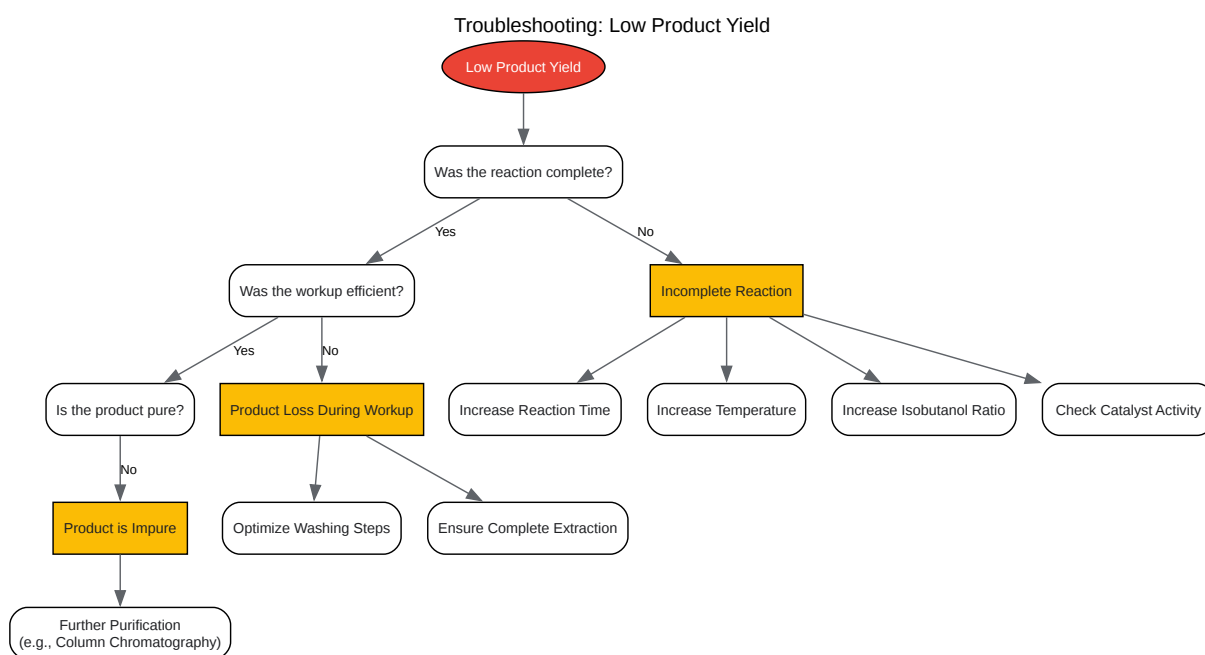 Troubleshooting: Low Product Yield
Low Product Yield
Was the reaction complete?
Yes
No
Was the workup efficient?
Incomplete Reaction
Yes
No
Is the product pure?
Product Loss During Workup
Increase Reaction Time
Increase Temperature
Increase Isobutanol Ratio
Check Catalyst Activity
No
Product is Impure
Optimize Washing Steps
Ensure Complete Extraction
Further Purification
(e.g., Column Chromatography)